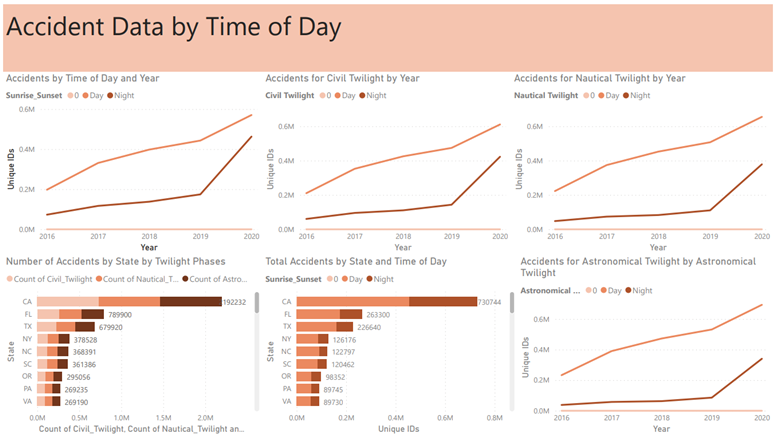 Accident Data by Time of Day
Accidents by Time of Day and Year
Sunrise_Sunset 0 Day Night
0.6M
0.4M
0.2M
0.0M
Unique IDs
2016 2017 2018 2019 2020
Year
Accidents for Civil Twilight by Year
Civil Twilight 0 Day Night
0.6M
0.4M
0.2M
0.0M
Unique IDs
2016 2017 2018 2019 2020
Year
Accidents for Nautical Twilight by Year
Nautical Twilight 0 Day Night
0.6M
0.4M
0.2M
0.0M
Unique IDs
2016 2017 2018 2019 2020
Year
Number of Accidents by State by Twilight Phases
Count of Civil_Twilight Count of Nautical_T... Count of Astro...
State
CA 192232
FL 789900
TX 679920
NY 378528
NC 368391
SC 361386
OR 295056
PA 269235
VA 269190
0.0M 0.5M 1.0M 1.5M 2.0M
Count of Civil_Twilight, Count of Nautical_Twilight an...
Total Accidents by State and Time of Day
Sunrise_Sunset 0 Day Night
State
CA 730744
FL 263300
TX 226640
NY 126176
NC 122797
SC 120462
OR 98352
PA 89745
VA 89730
0.0M 0.2M 0.4M 0.6M 0.8M
Unique IDs
Accidents for Astronomical Twilight by Astronomical
Twilight
Astronomical ... 0 Day Night
0.6M
0.4M
0.2M
0.0M
Unique IDs
2016 2017 2018 2019 2020
Year